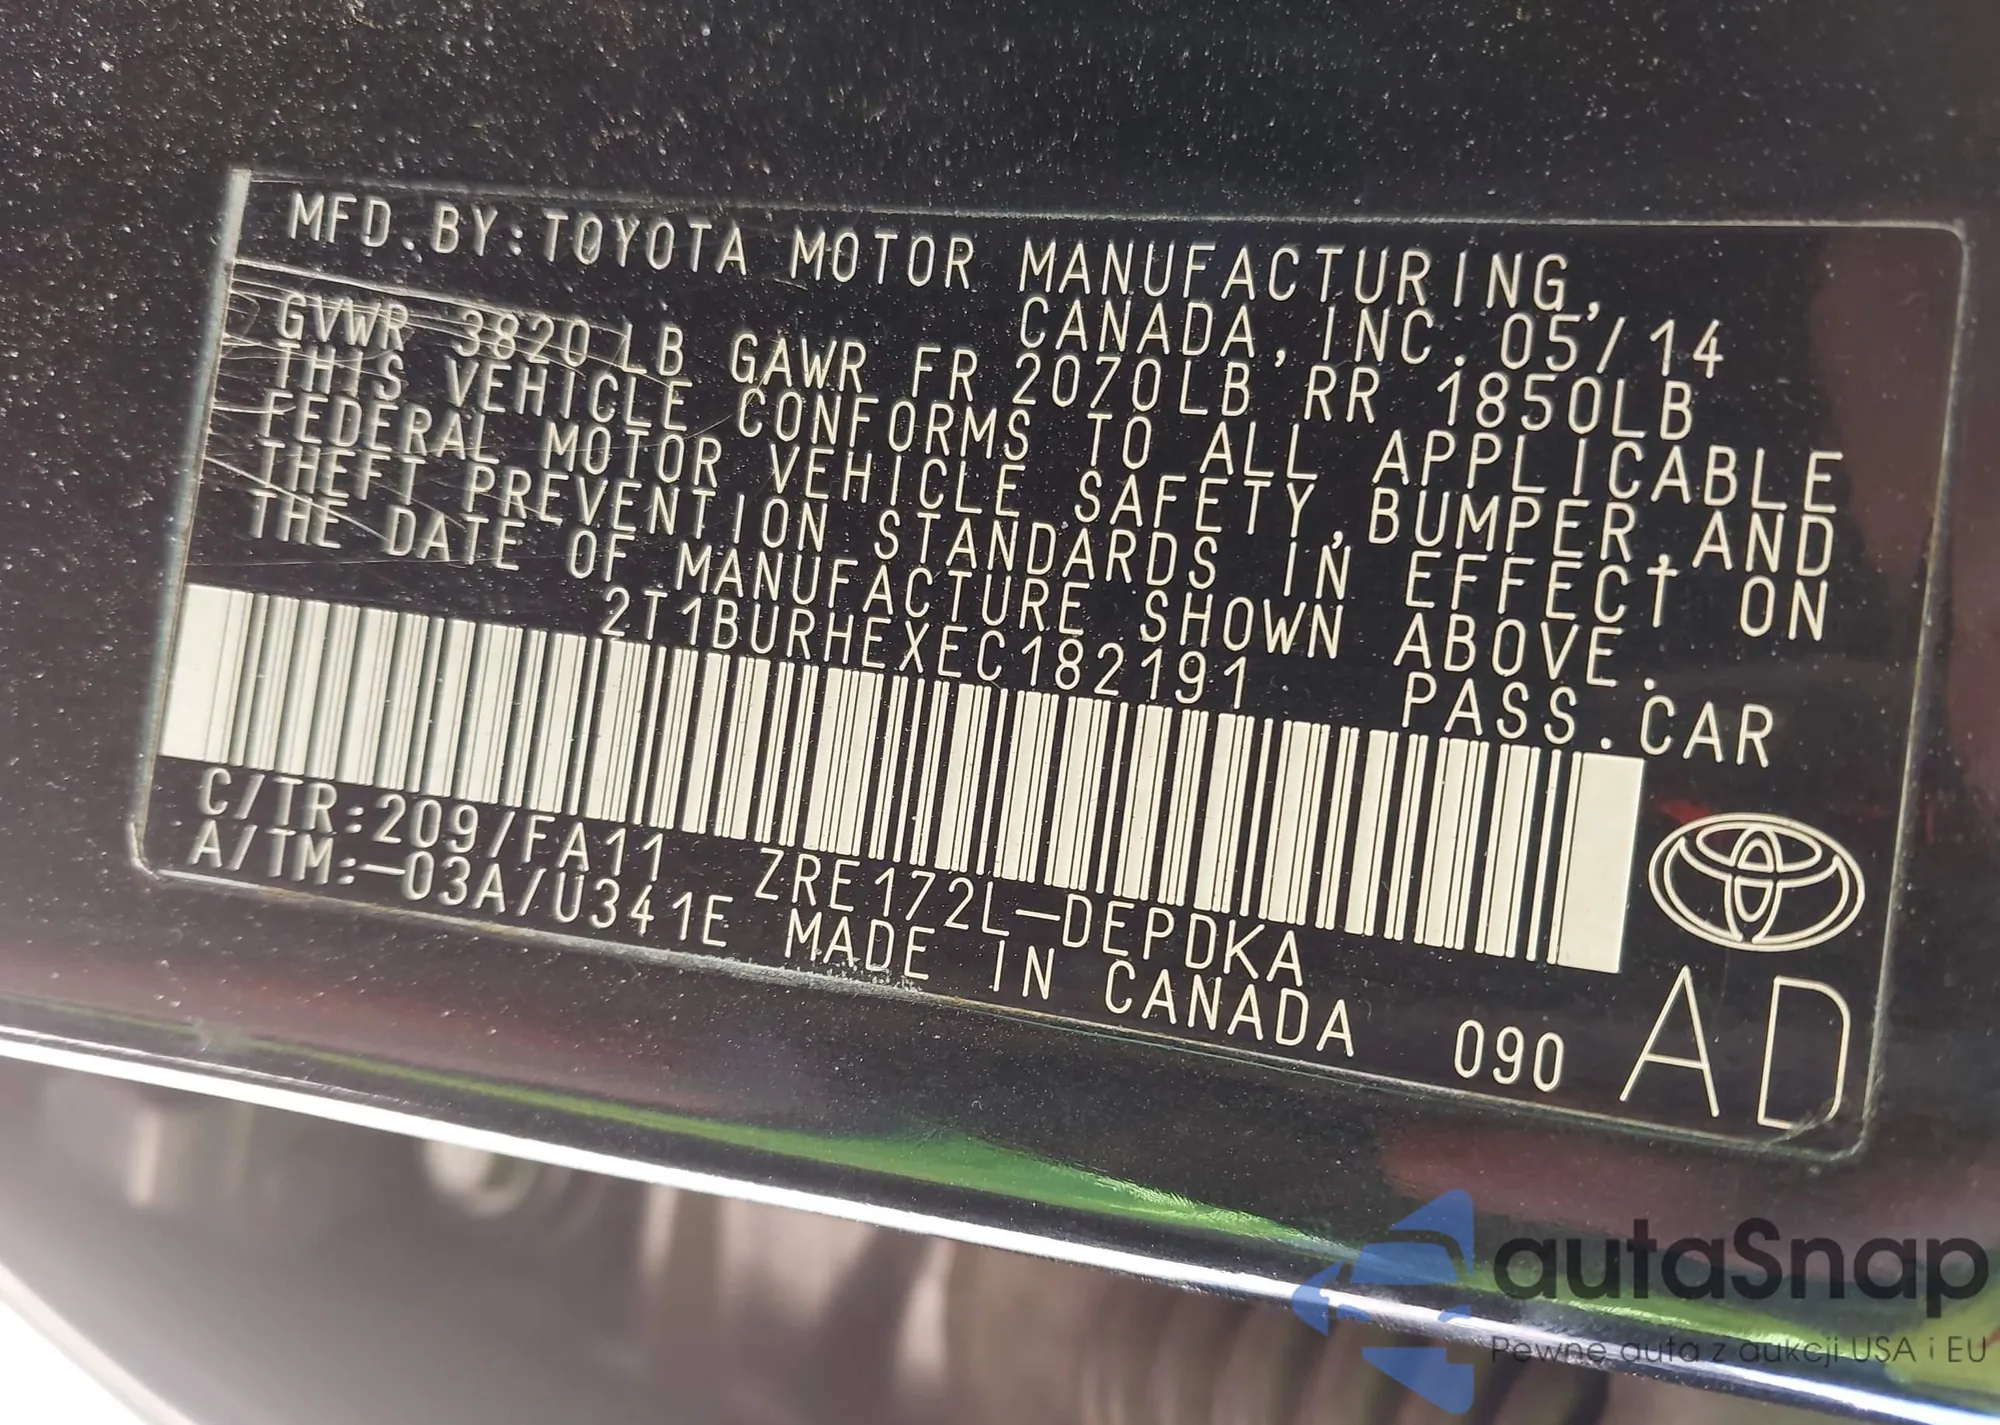 MFD.BY:TOYOTA MOTOR MANUFACTURING,
CANADA,INC. 05/14
GVWR 3820LB GAWR FR 2070LB RR 1850LB
THIS VEHICLE CONFORMS TO ALL APPLICABLE
FEDERAL MOTOR VEHICLE SAFETY,BUMPER,AND
THEFT PREVENTION STANDARDS IN EFFECT ON
THE DATE OF MANUFACTURE SHOWN ABOVE.
2T1BURHEXEC182191 PASS.CAR
C/TR:209/FA11 ZRE172L-DEPDKA
A/TM:-03A/U341E MADE IN CANADA 090 AD
autaSnap
Pewne auta z aukcji USA i EU